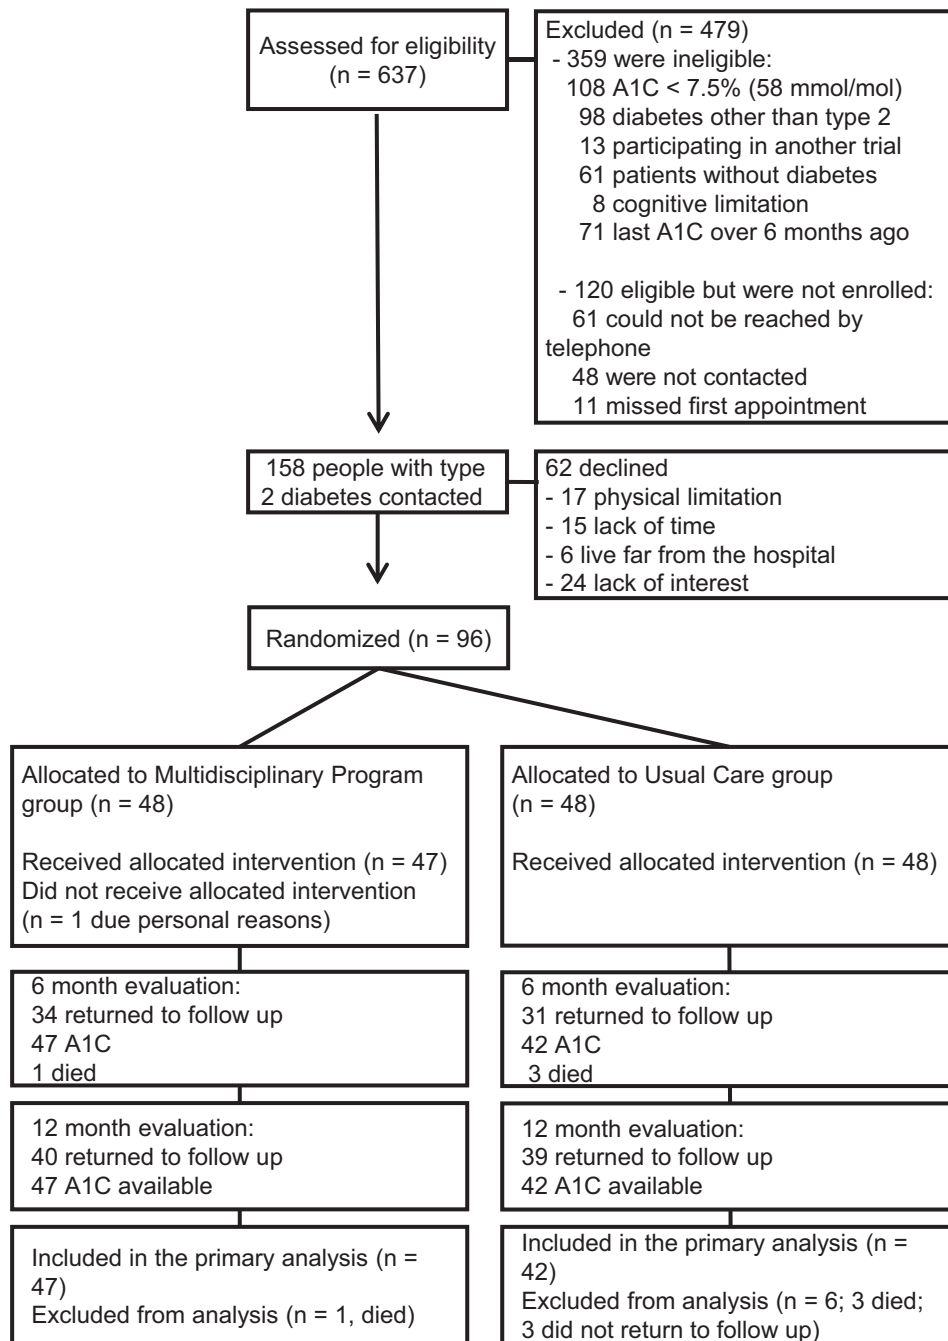 Assessed for eligibility
(n = 637)
Excluded (n = 479)
- 359 were ineligible:
108 A1C < 7.5% (58 mmol/mol)
98 diabetes other than type 2
13 participating in another trial
61 patients without diabetes
8 cognitive limitation
71 last A1C over 6 months ago
- 120 eligible but were not enrolled:
61 could not be reached by
telephone
48 were not contacted
11 missed first appointment
158 people with type
2 diabetes contacted
62 declined
- 17 physical limitation
- 15 lack of time
- 6 live far from the hospital
- 24 lack of interest
Randomized (n = 96)
Allocated to Multidisciplinary Program
group (n = 48)
Received allocated intervention (n = 47)
Did not receive allocated intervention
(n = 1 due personal reasons)
Allocated to Usual Care group
(n = 48)
Received allocated intervention (n = 48)
6 month evaluation:
34 returned to follow up
47 A1C
1 died
6 month evaluation:
31 returned to follow up
42 A1C
3 died
12 month evaluation:
40 returned to follow up
47 A1C available
12 month evaluation:
39 returned to follow up
42 A1C available
Included in the primary analysis (n =
47)
Excluded from analysis (n = 1, died)
Included in the primary analysis (n =
42)
Excluded from analysis (n = 6; 3 died;
3 did not return to follow up)